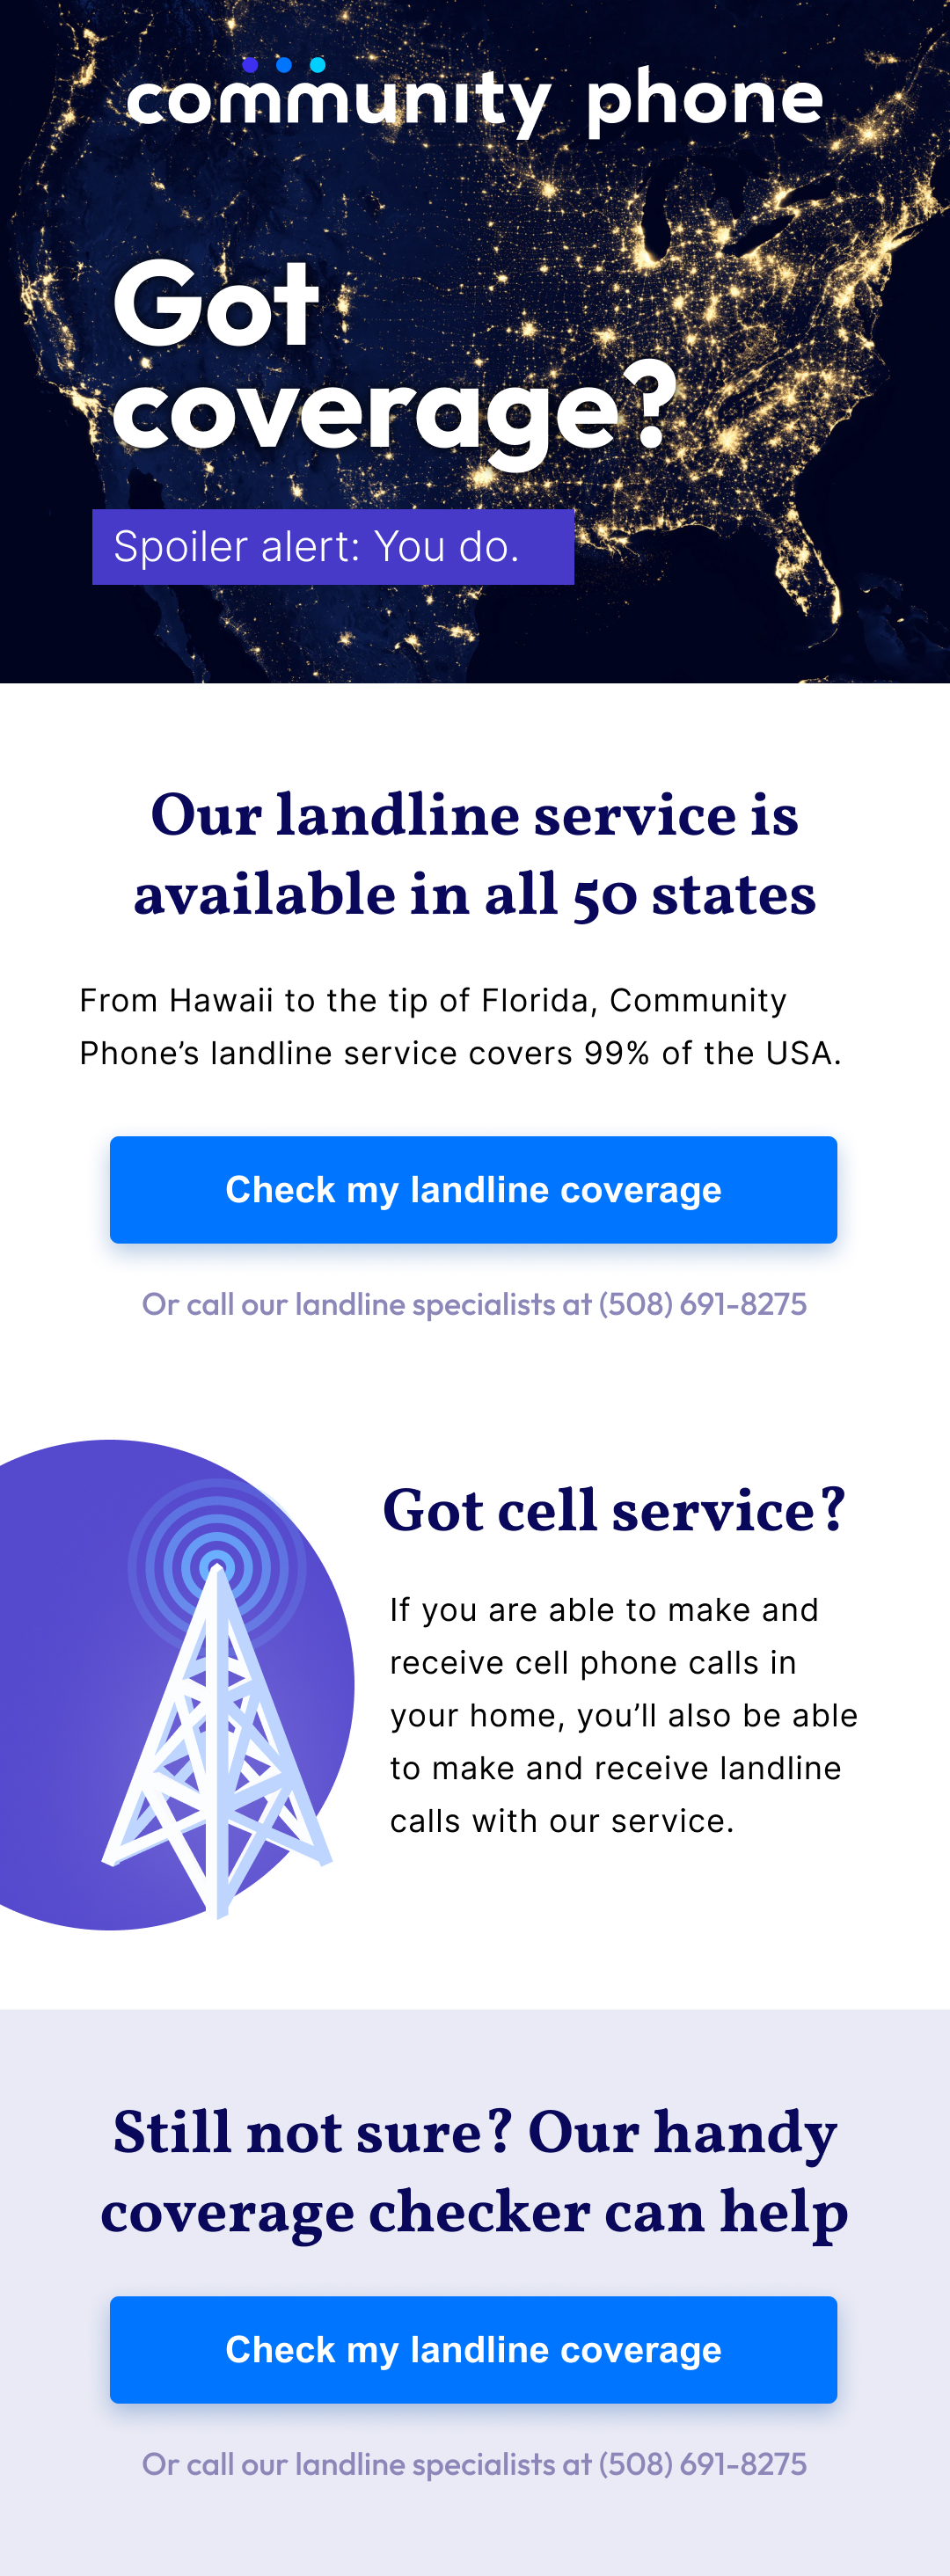 community phone
Got
coverage?
Spoiler alert: You do.
Our landline service is
available in all 50 states
From Hawaii to the tip of Florida, Community
Phone’s landline service covers 99% of the USA.
Check my landline coverage
Or call our landline specialists at (508) 691-8275
Got cell service?
If you are able to make and
receive cell phone calls in
your home, you’ll also be able
to make and receive landline
calls with our service.
Still not sure? Our handy
coverage checker can help
Check my landline coverage
Or call our landline specialists at (508) 691-8275